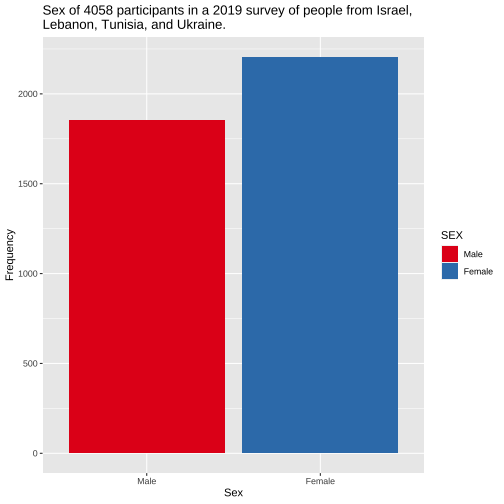 Sex of 4058 participants in a 2019 survey of people from Israel,
Lebanon, Tunisia, and Ukraine.
Frequency
2000
1500
1000
500
0
Male
Female
Sex
SEX
Male
Female